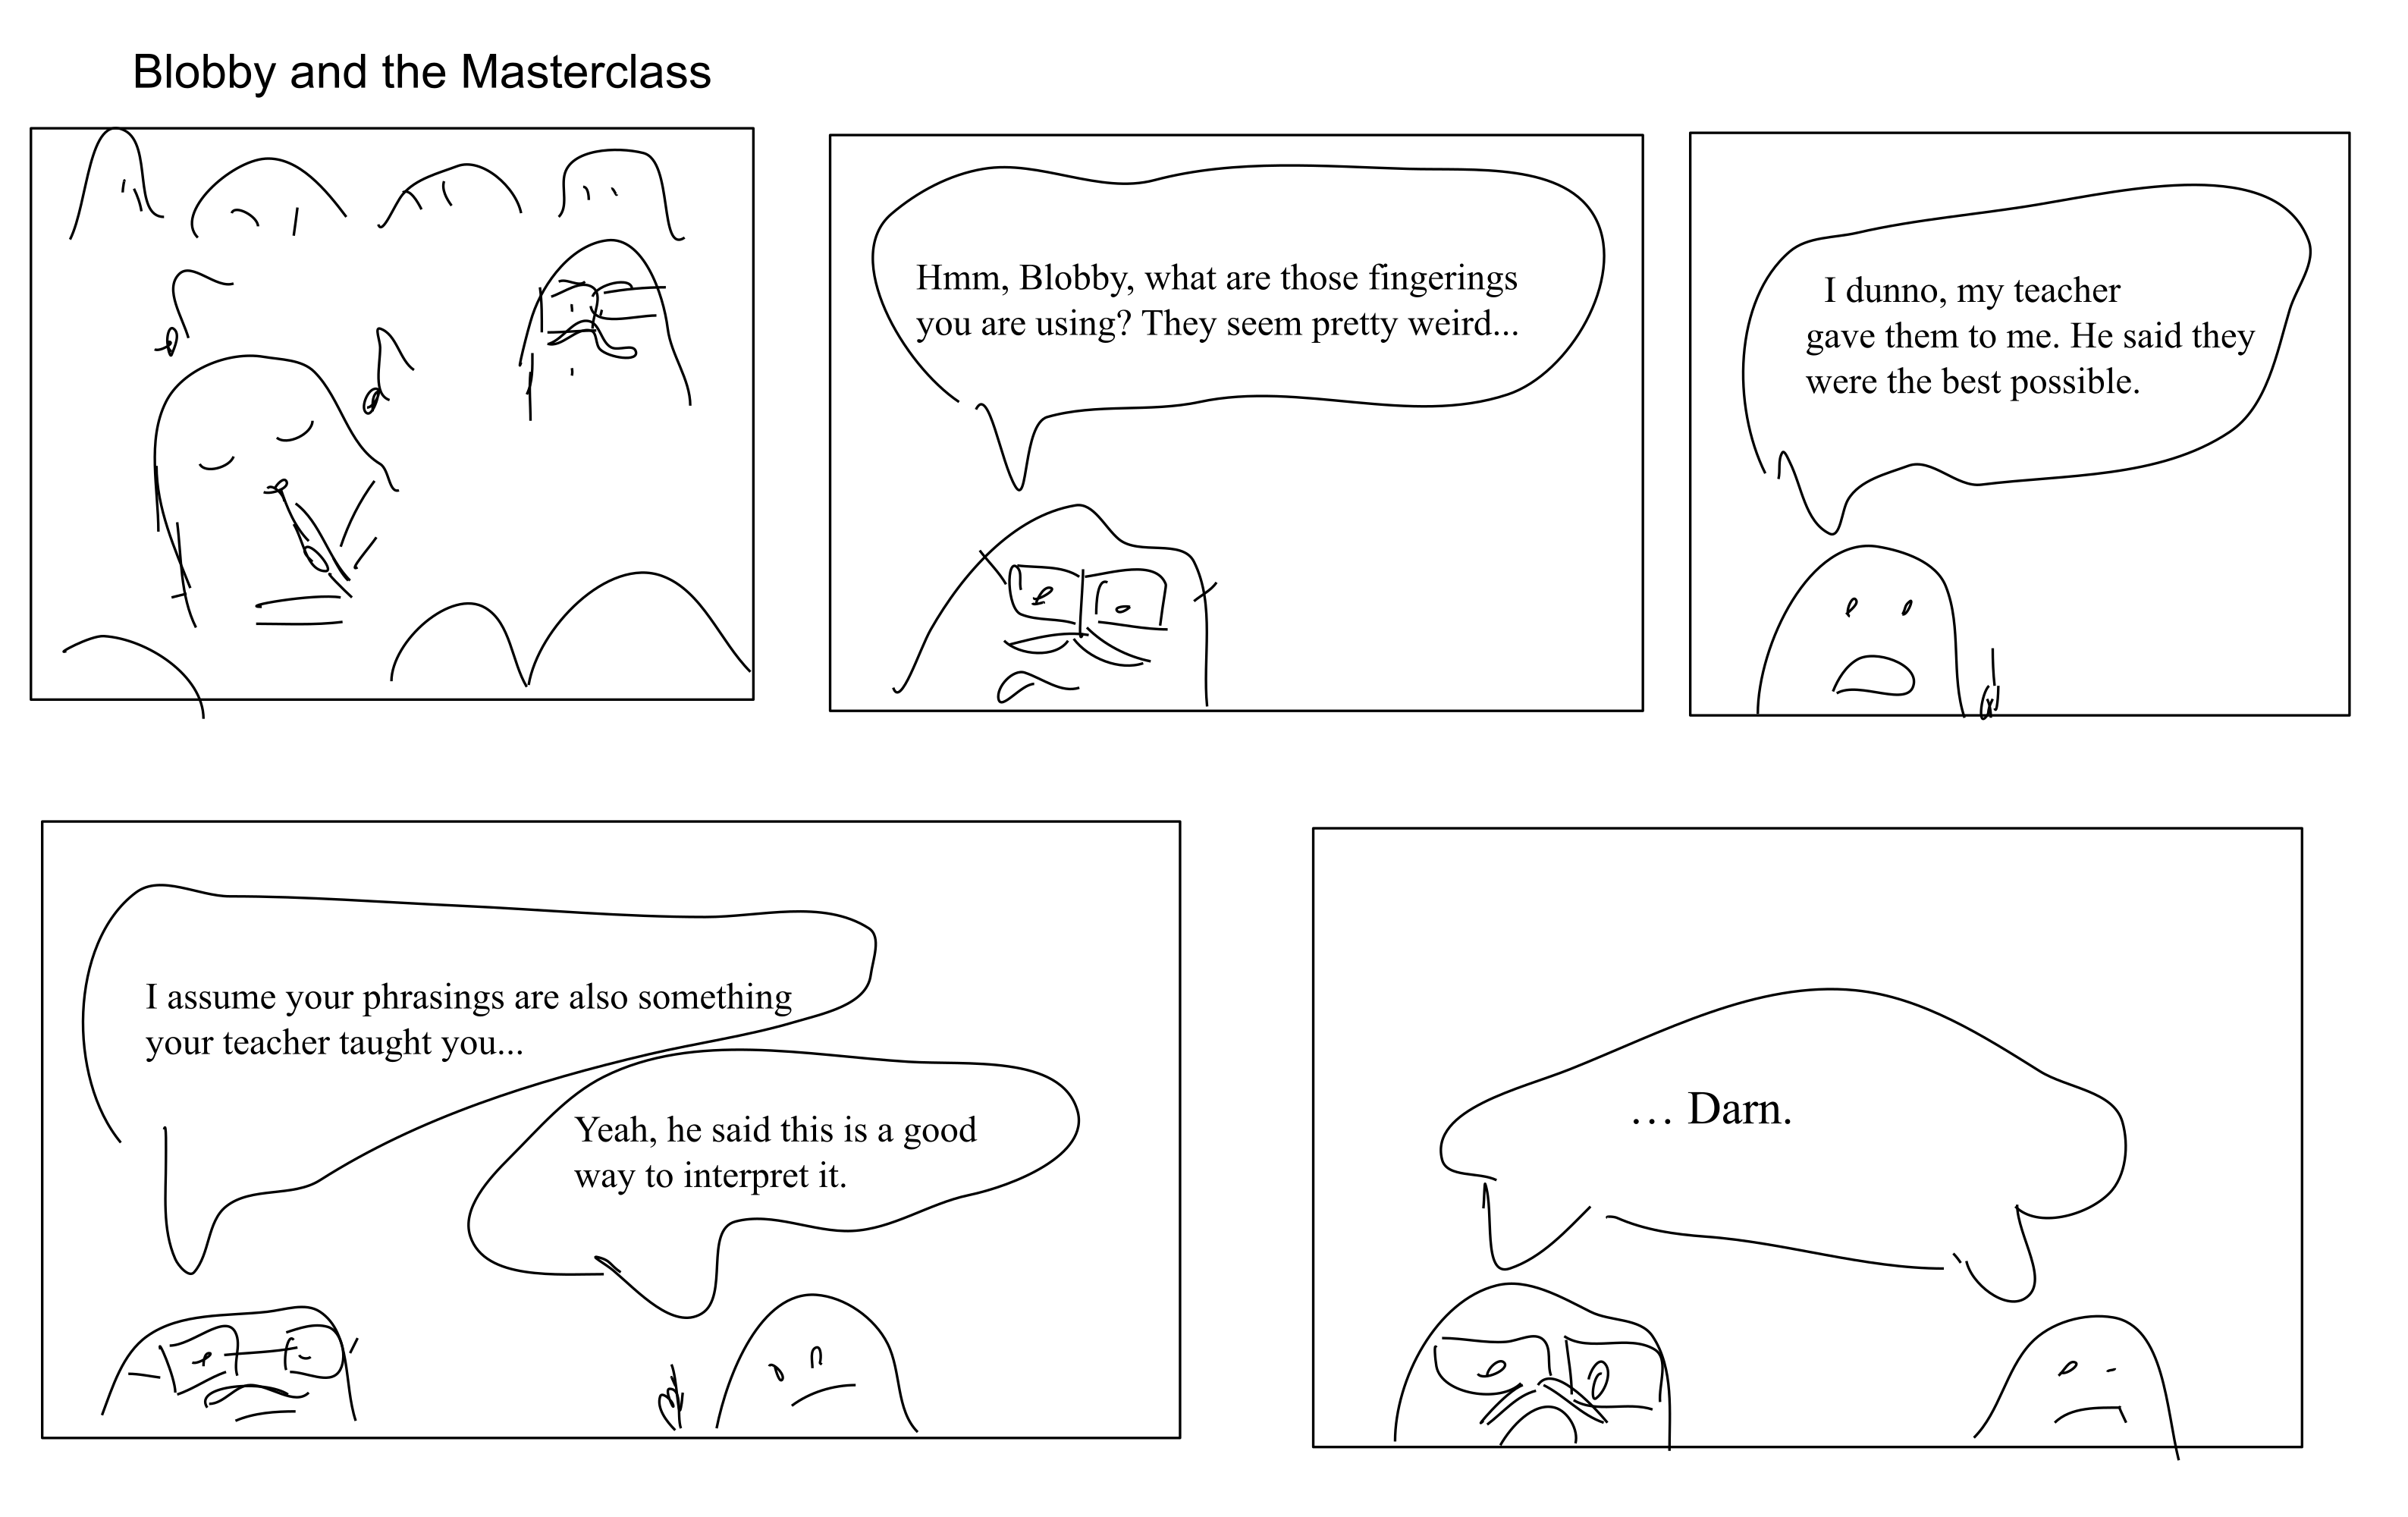 Blobby and the Masterclass
Hmm, Blobby, what are those fingerings
you are using? They seem pretty weird...
I dunno, my teacher
gave them to me. He said they
were the best possible.
I assume your phrasings are also something
your teacher taught you...
Yeah, he said this is a good
way to interpret it.
... Darn.